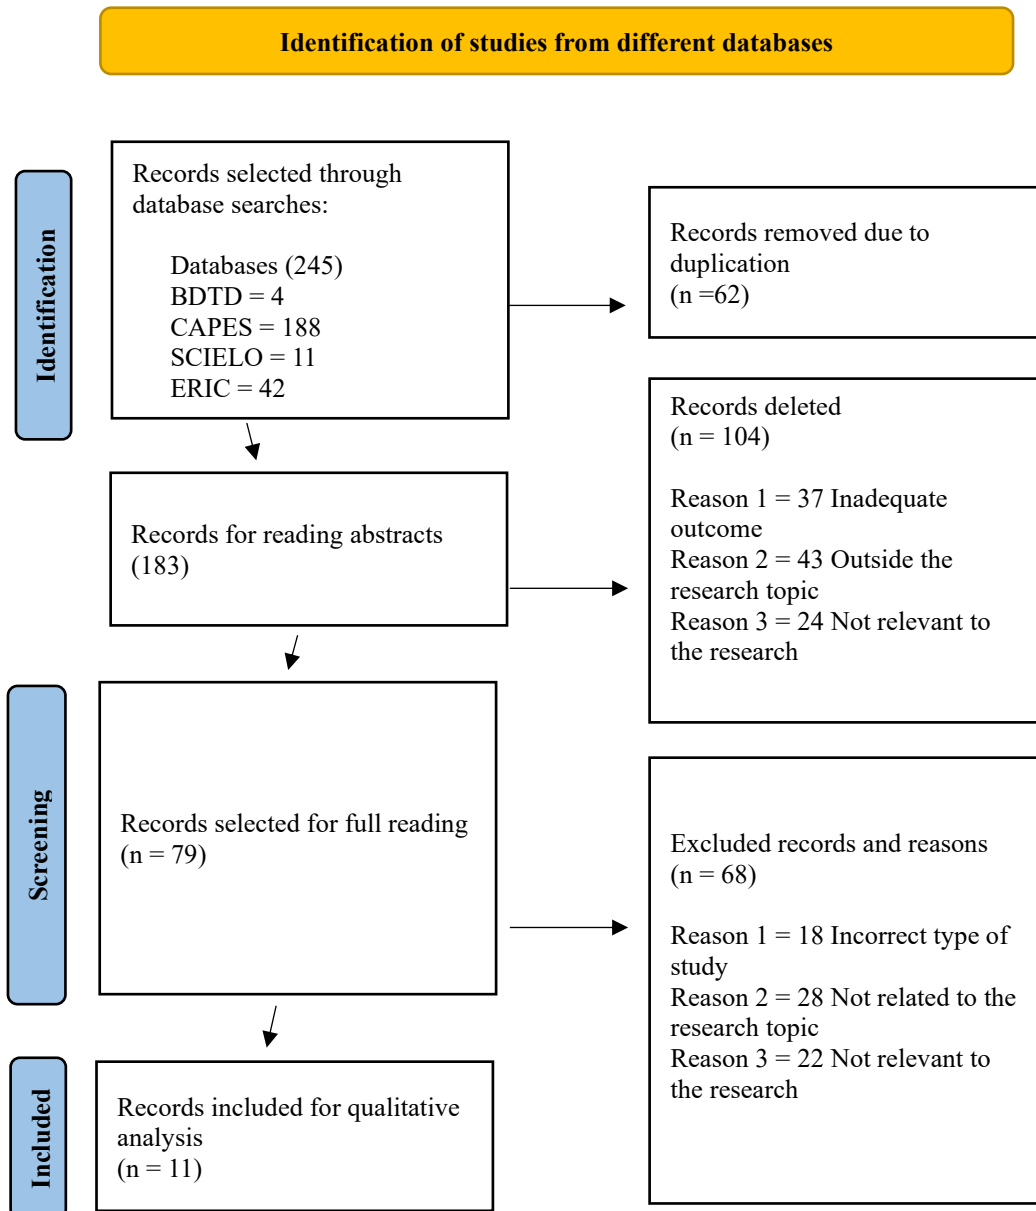 Identification of studies from different databases
Identification
Records selected through
database searches:
Databases (245)
BDTD = 4
CAPES = 188
SCIELO = 11
ERIC = 42
Records removed due to
duplication
(n =62)
Records for reading abstracts
(183)
Records deleted
(n = 104)
Reason 1 = 37 Inadequate
outcome
Reason 2 = 43 Outside the
research topic
Reason 3 = 24 Not relevant to
the research
Screening
Records selected for full reading
(n = 79)
Excluded records and reasons
(n = 68)
Reason 1 = 18 Incorrect type of
study
Reason 2 = 28 Not related to the
research topic
Reason 3 = 22 Not relevant to
the research
Included
Records included for qualitative
analysis
(n = 11)